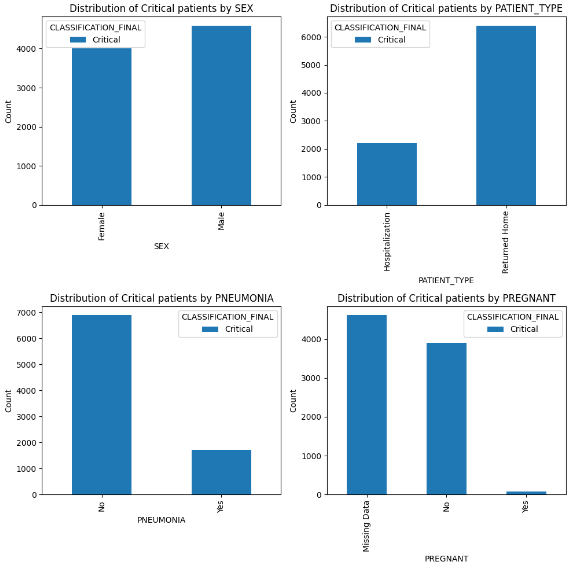 Distribution of Critical patients by SEX
CLASSIFICATION_FINAL
Critical
Count
4000
3000
2000
1000
0
Female
Male
SEX
Distribution of Critical patients by PATIENT_TYPE
CLASSIFICATION_FINAL
Critical
Count
6000
5000
4000
3000
2000
1000
0
Hospitalization
Returned Home
PATIENT_TYPE
Distribution of Critical patients by PNEUMONIA
CLASSIFICATION_FINAL
Critical
Count
7000
6000
5000
4000
3000
2000
1000
0
No
Yes
PNEUMONIA
Distribution of Critical patients by PREGNANT
CLASSIFICATION_FINAL
Critical
Count
4000
3000
2000
1000
0
Missing Data
No
Yes
PREGNANT